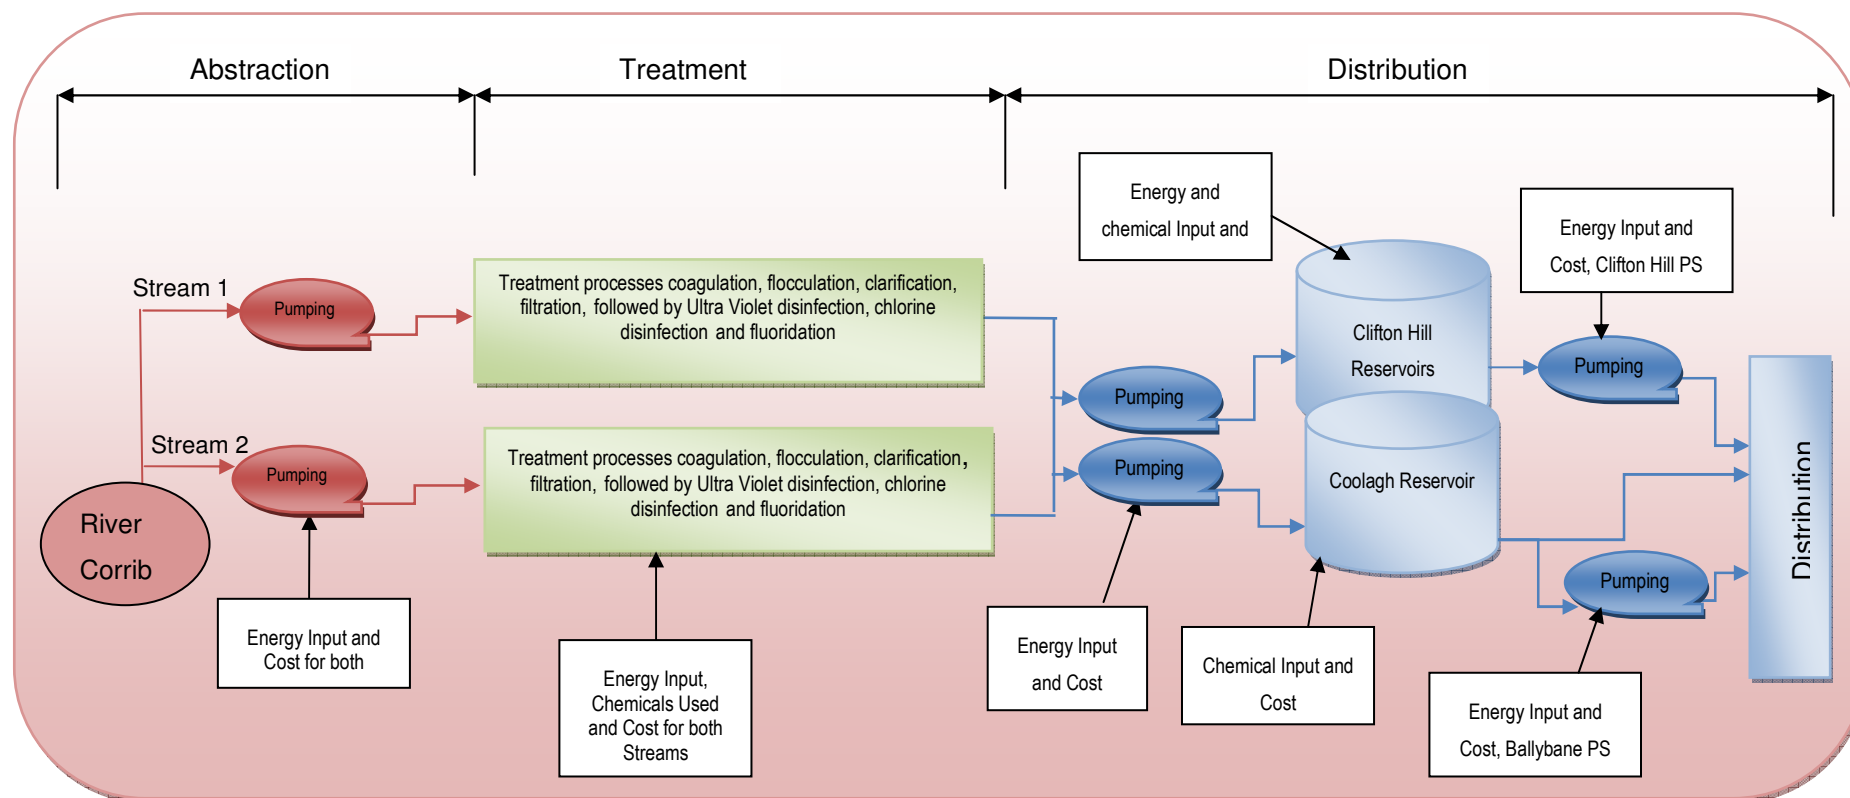 Abstraction
Treatment
Distribution
Energy and
chemical Input and
Energy Input and
Cost, Clifton Hill PS
Stream 1
Pumping
Treatment processes coagulation, flocculation, clarification,
filtration, followed by Ultra Violet disinfection, chlorine
disinfection and fluoridation
Clifton Hill
Reservoirs
Pumping
Pumping
Stream 2
Pumping
Treatment processes coagulation, flocculation, clarification,
filtration, followed by Ultra Violet disinfection, chlorine
disinfection and fluoridation
Pumping
Coolagh Reservoir
Distribution
River
Corrib
Pumping
Energy Input and
Cost for both
Energy Input,
Chemicals Used
and Cost for both
Streams
Energy Input
and Cost
Chemical Input and
Cost
Energy Input and
Cost, Ballybane PS